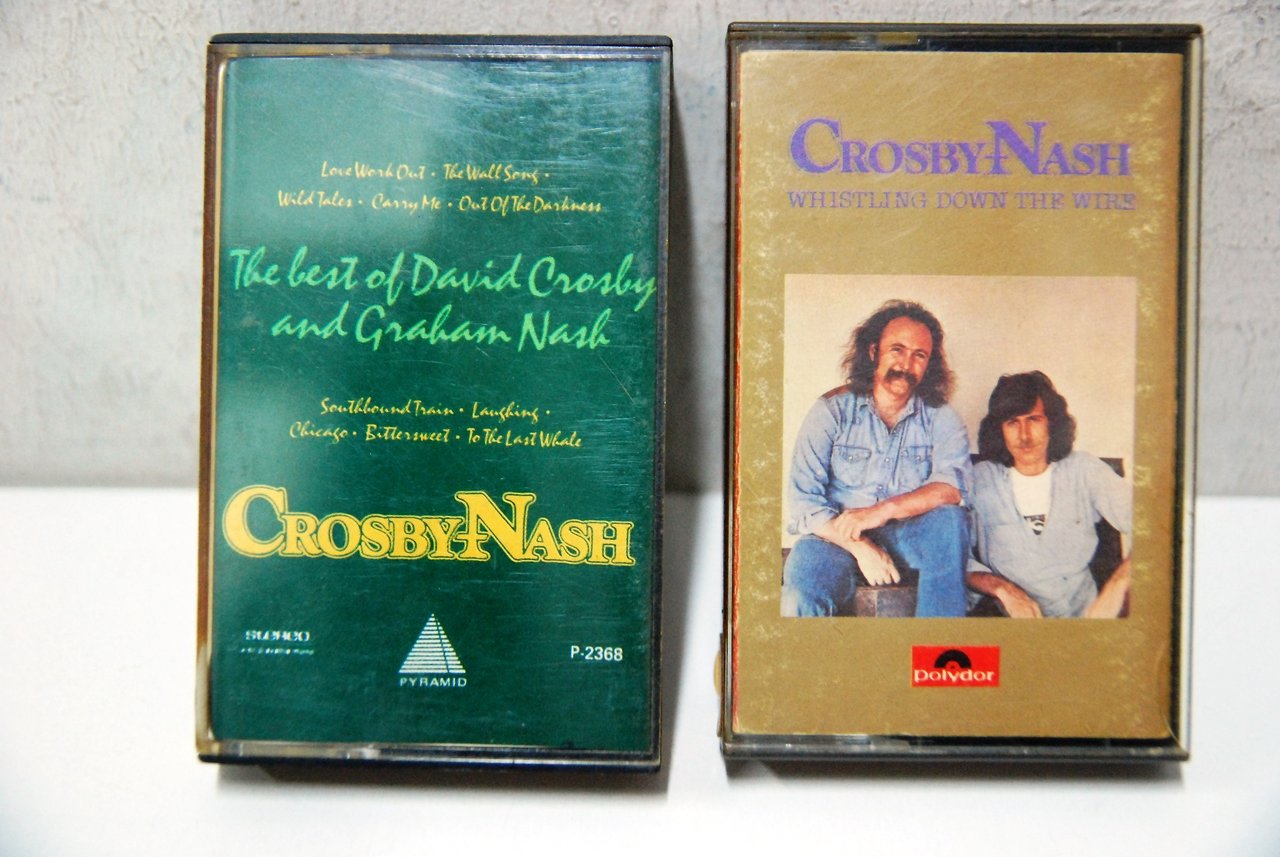 Love Work Out · The Wall Song ·
Wild Tales · Carry Me · Out Of The Darkness
The best of David Crosby
and Graham Nash
Southbound Train · Laughing ·
Chicago · Bittersweet · To The Last Whale
CROSBY-NASH
STEREO
PYRAMID
P-2368
CROSBY-NASH
WHISTLING DOWN THE WIRE
polydor